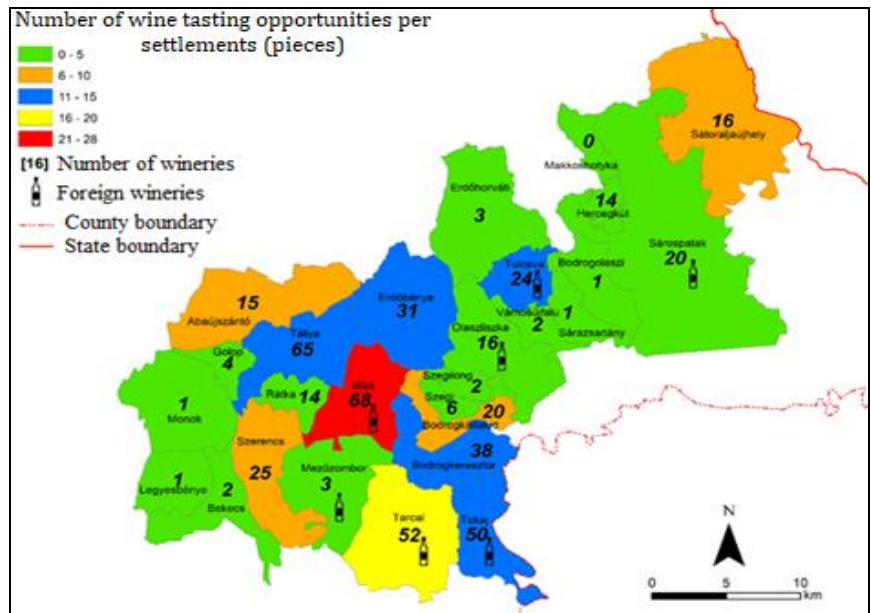 Number of wine tasting opportunities per
settlements (pieces)
0 - 5
6 - 10
11 - 15
16 - 20
21 - 28
[16] Number of wineries
Foreign wineries
County boundary
State boundary
16
Sátoraljaújhely
0
Makkoshotyka
Erdőhorváti
3
14
Hercegkút
Sárospatak
20
Tolcsva
24
Bodrogolaszi
1
15
Abaújszántó
Erdőbénye
31
Vámosújfalu
2
1
Sárazsadány
Olaszliszka
16
Tállya
65
Golop
4
Mád
68
Szegilong
2
Rátka
14
Szegi
6
20
Bodrogkisfalud
1
Monok
Szerencs
25
38
Bodrogkeresztúr
Mezőzombor
3
1
Legyesbénye
2
Bekecs
Tarcal
52
Tokaj
50
N
0 5 10
km